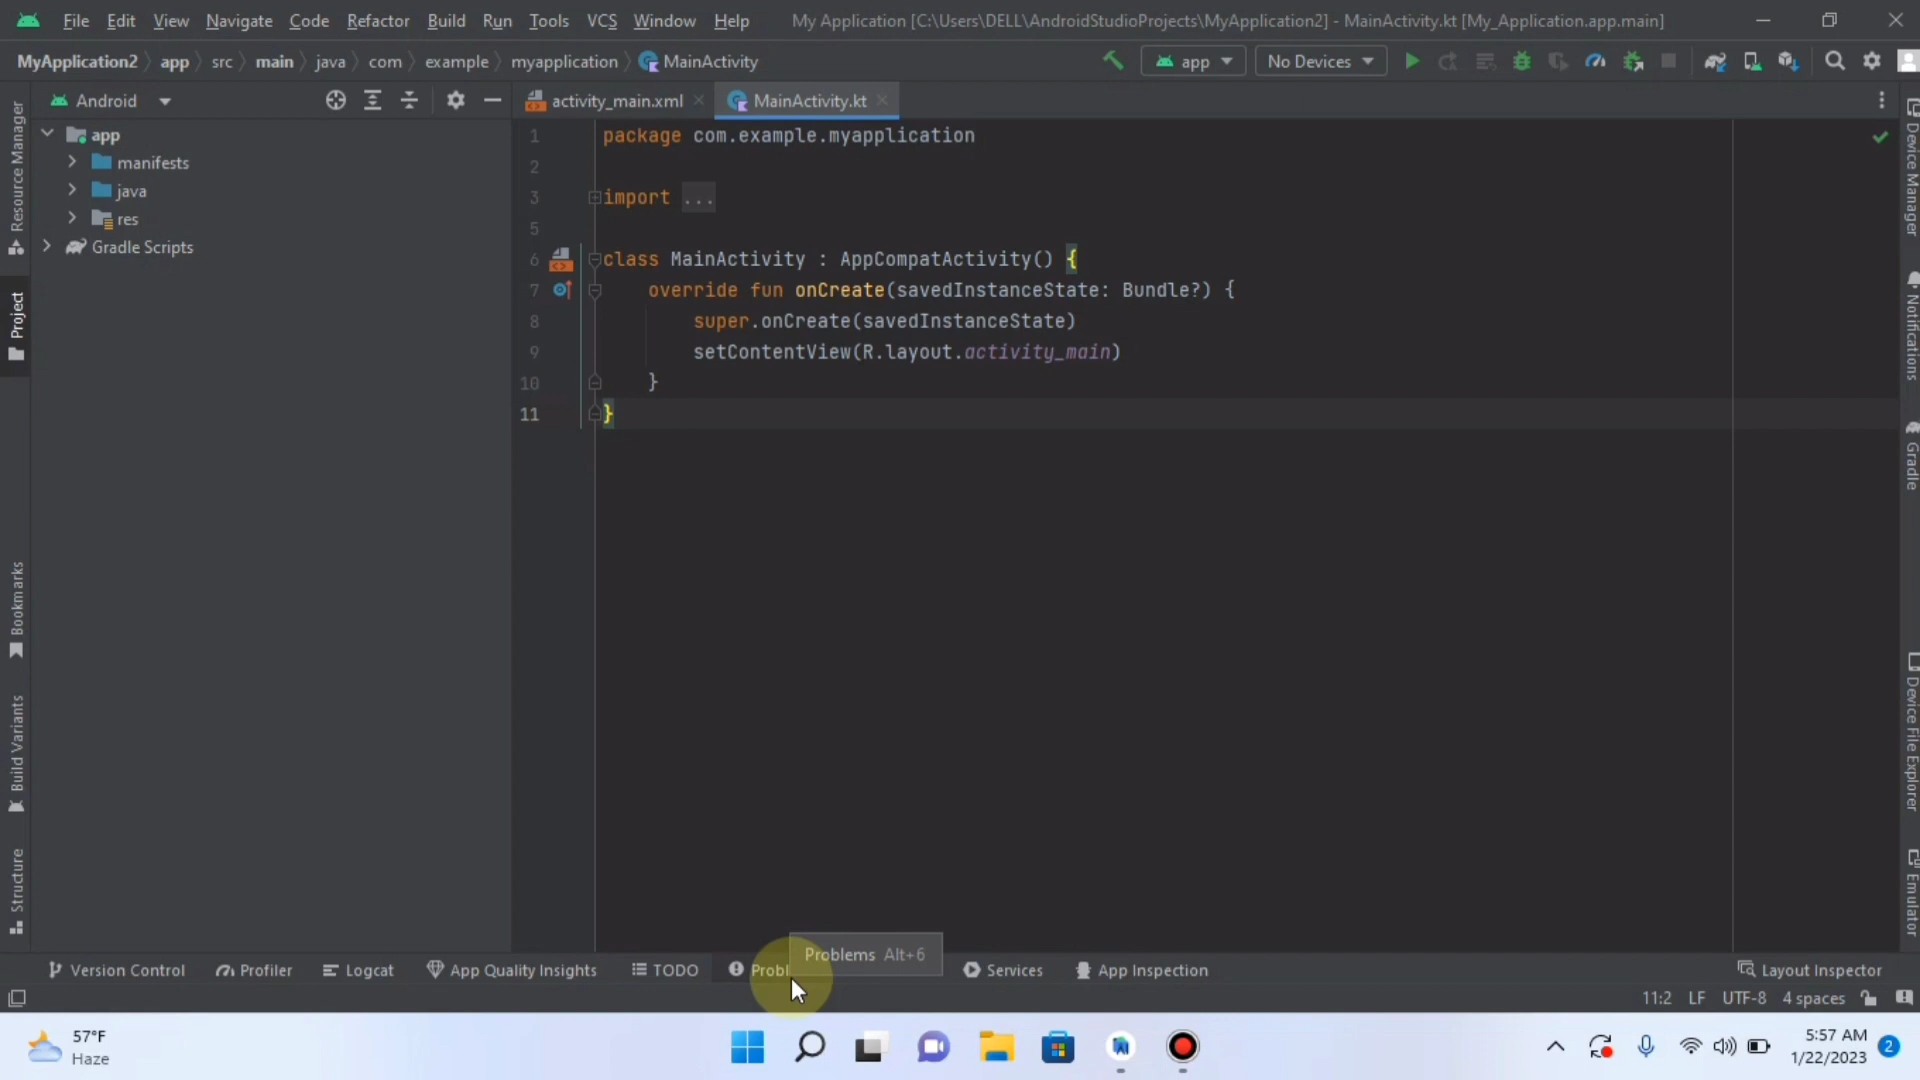 File Edit View Navigate Code Refactor Build Run Tools VCS Window Help My Application [C:\Users\DELL\AndroidStudioProjects\MyApplication2] - MainActivity.kt [My_Application.app.main]
MyApplication2 app src main java com example myapplication MainActivity app No Devices
Android activity_main.xml MainActivity.kt
app
manifests
java
res
Gradle Scripts
Resource Manager
Project
Bookmarks
Build Variants
Structure
1 package com.example.myapplication
2
3 import ...
5
6 class MainActivity : AppCompatActivity() {
7 override fun onCreate(savedInstanceState: Bundle?) {
8 super.onCreate(savedInstanceState)
9 setContentView(R.layout.activity_main)
10 }
11 }
Device Manager
Notifications
Gradle
Device File Explorer
Emulator
Problems Alt+6
Version Control Profiler Logcat App Quality Insights TODO Probl Services App Inspection Layout Inspector
11:2 LF UTF-8 4 spaces
57°F
Haze
5:57 AM
1/22/2023
2